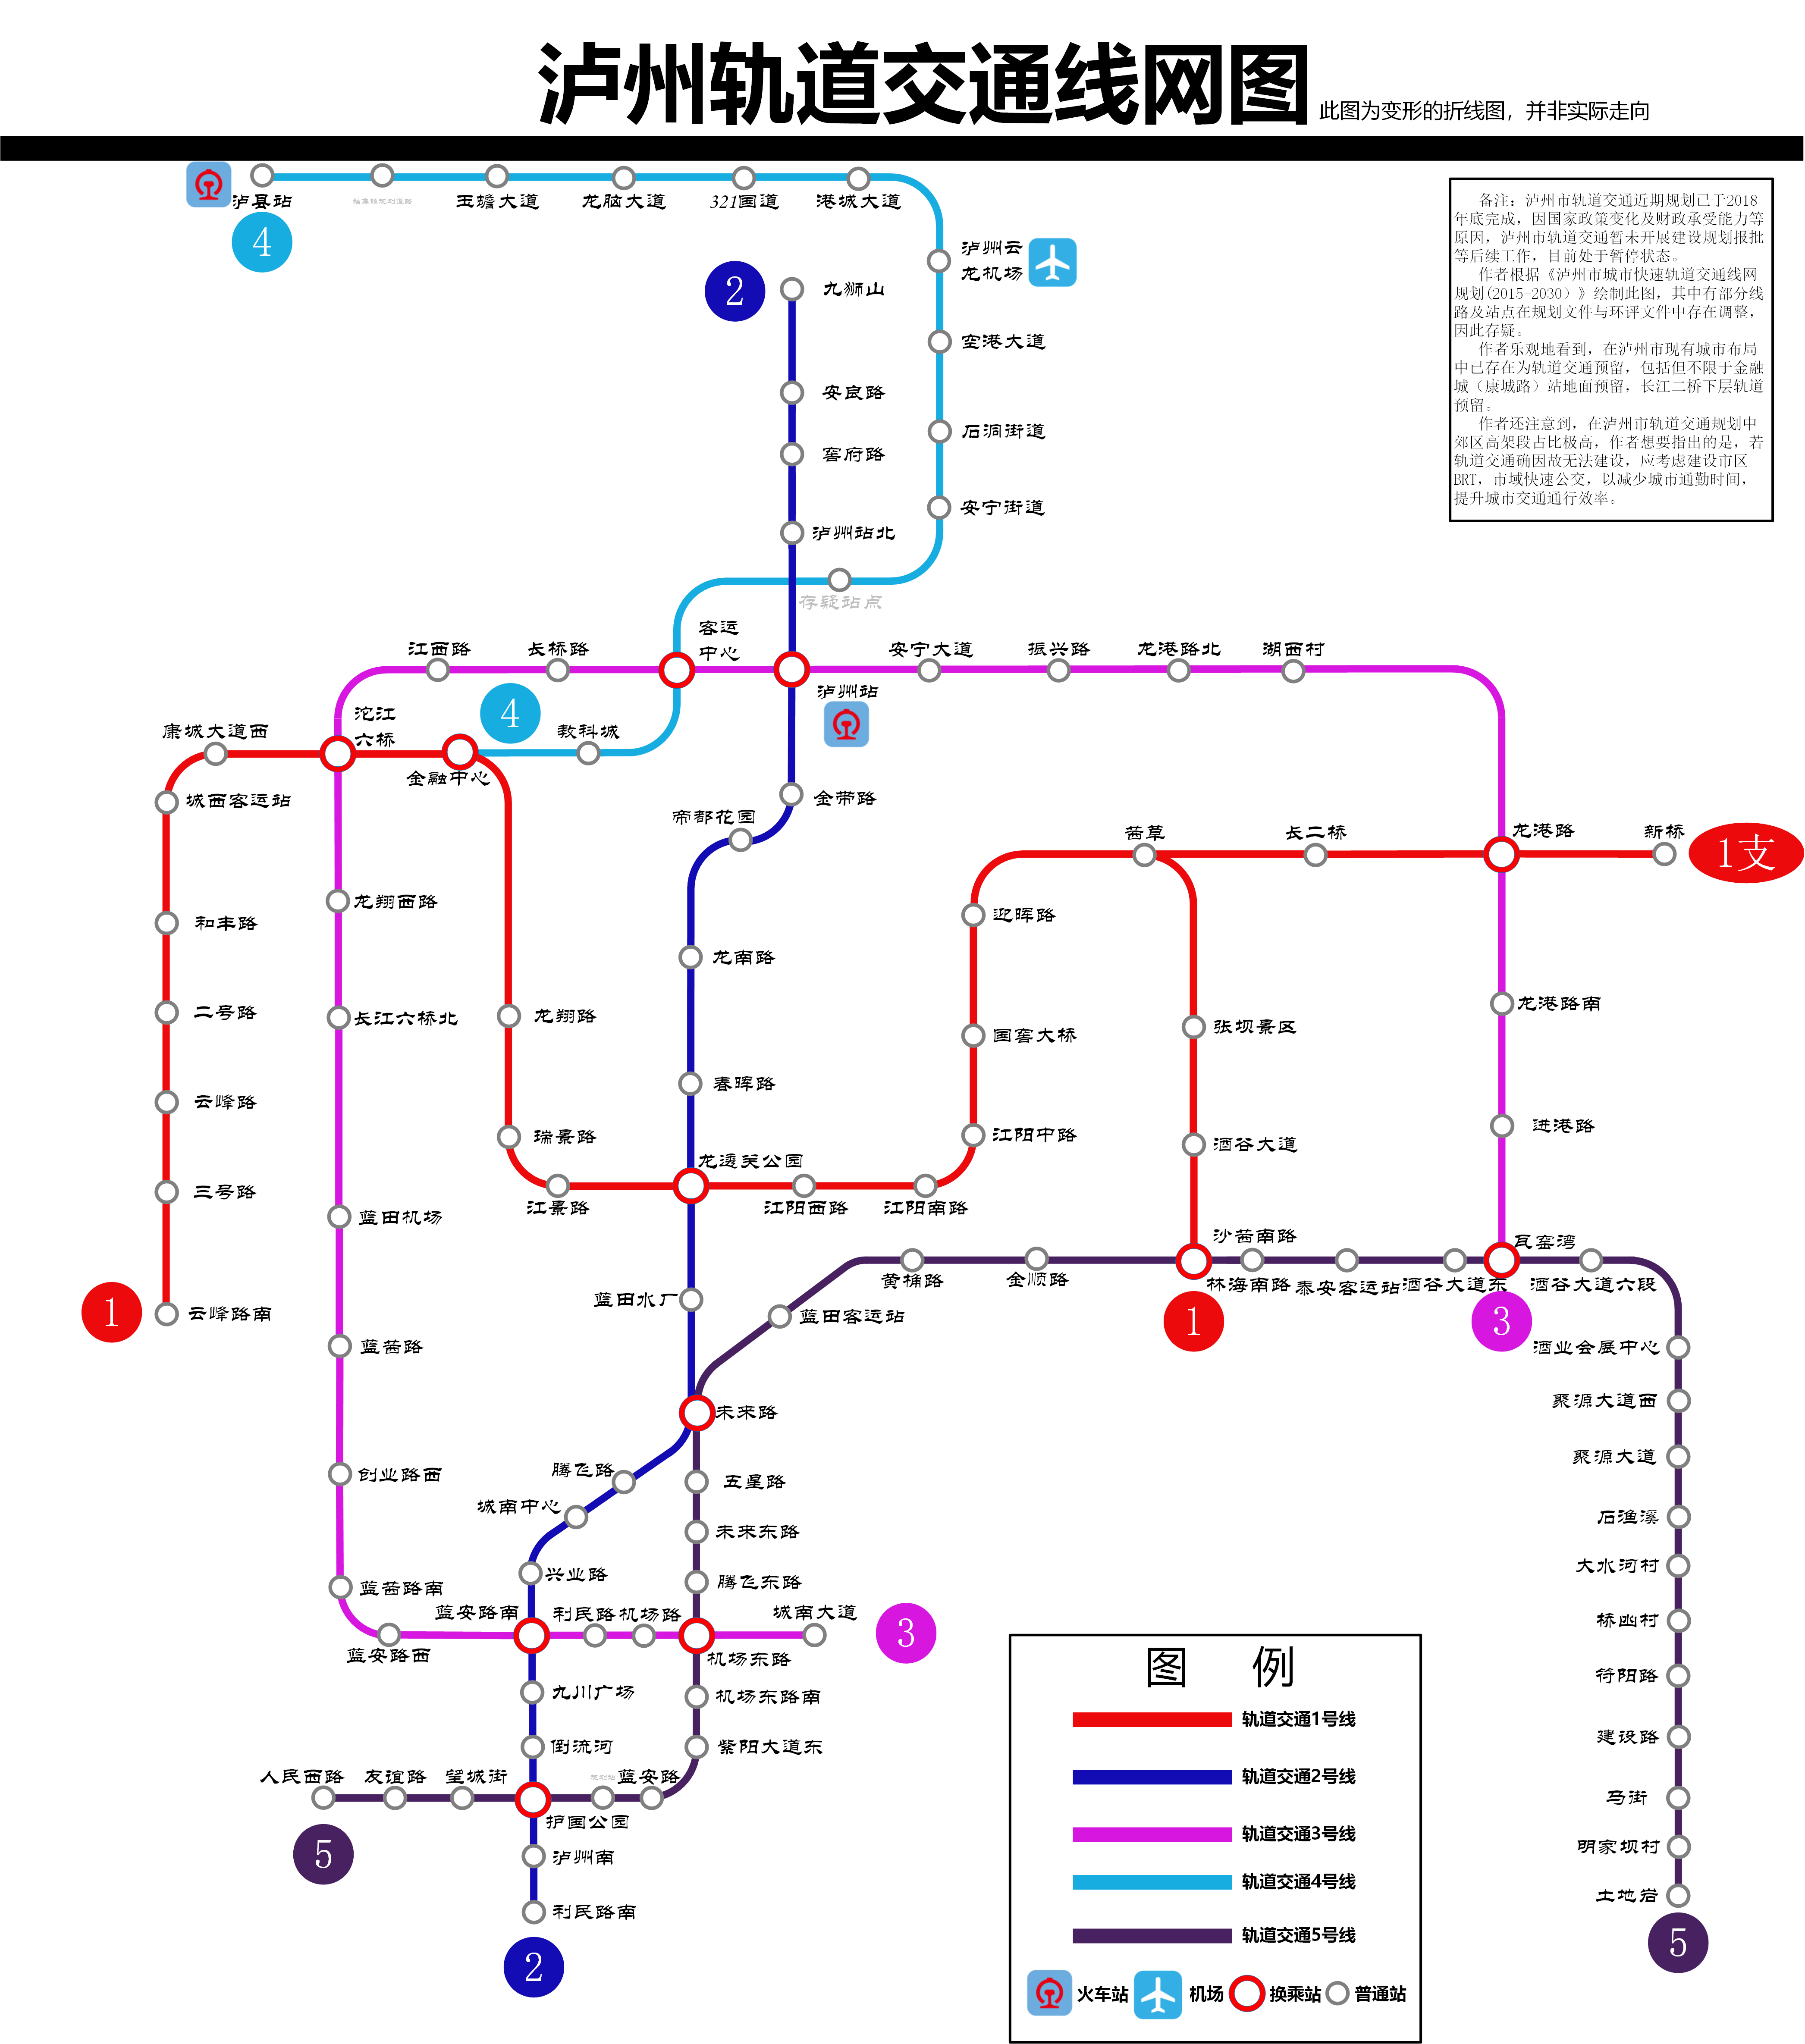 泸州轨道交通线网图
此图为变形的折线图，并非实际走向
泸县站
玉蟾大道
龙脑大道
321国道
港城大道
4
泸州云
龙机场
空港大道
石洞街道
安宁街道
存疑站点
备注：泸州市轨道交通近期规划已于2018
年底完成，因国家政策变化及财政承受能力等
原因，泸州市轨道交通暂未开展建设规划报批
等后续工作，目前处于暂停状态。
作者根据《泸州市城市快速轨道交通线网
规划(2015-2030）》绘制此图，其中有部分线
路及站点在规划文件与环评文件中存在调整，
因此存疑。
作者乐观地看到，在泸州市现有城市布局
中已存在为轨道交通预留，包括但不限于金融
城（康城路）站地面预留，长江二桥下层轨道
预留。
作者还注意到，在泸州市轨道交通规划中
郊区高架段占比极高，作者想要指出的是，若
轨道交通确因故无法建设，应考虑建设市区
BRT，市域快速公交，以减少城市通勤时间，
提升城市交通通行效率。
2
九狮山
安良路
窖府路
泸州站北
江西路
长桥路
客运
中心
泸州站
安宁大道
振兴路
龙港路北
湖西村
4
教科城
康城大道西
沱江
六桥
金融中心
城西客运站
和丰路
二号路
云峰路
三号路
云峰路南
1
龙翔西路
长江六桥北
蓝田机场
蓝茜路
创业路西
蓝茜路南
蓝安路西
龙翔路
瑞景路
江景路
金带路
帝都花园
龙南路
春晖路
龙透关公园
江阳西路
江阳南路
江阳中路
国窖大桥
迎晖路
茜草
长二桥
龙港路
新桥
1支
张坝景区
酒谷大道
龙港路南
进港路
沙茜南路
瓦窑湾
蓝田水厂
蓝田客运站
黄桷路
金顺路
林海南路
泰安客运站
酒谷大道东
酒谷大道六段
1
3
未来路
腾飞路
城南中心
兴业路
五星路
未来东路
腾飞东路
蓝安路南
利民路
机场路
城南大道
3
机场东路
九川广场
倒流河
机场东路南
紫阳大道东
人民西路
友谊路
望城街
蓝安路
护国公园
5
泸州南
利民路南
2
酒业会展中心
聚源大道西
聚源大道
石渔溪
大水河村
桥凼村
符阳路
建设路
马街
明家坝村
土地岩
5
图 例
轨道交通1号线
轨道交通2号线
轨道交通3号线
轨道交通4号线
轨道交通5号线
火车站
机场
换乘站
普通站